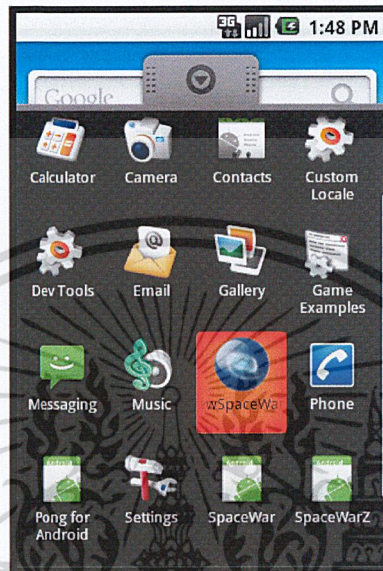 3G 1:48 PM
Google
Calculator Camera Contacts Custom Locale
Dev Tools Email Gallery Game Examples
Messaging Music wSpaceWa Phone
Pong for Android Settings SpaceWar SpaceWarZ